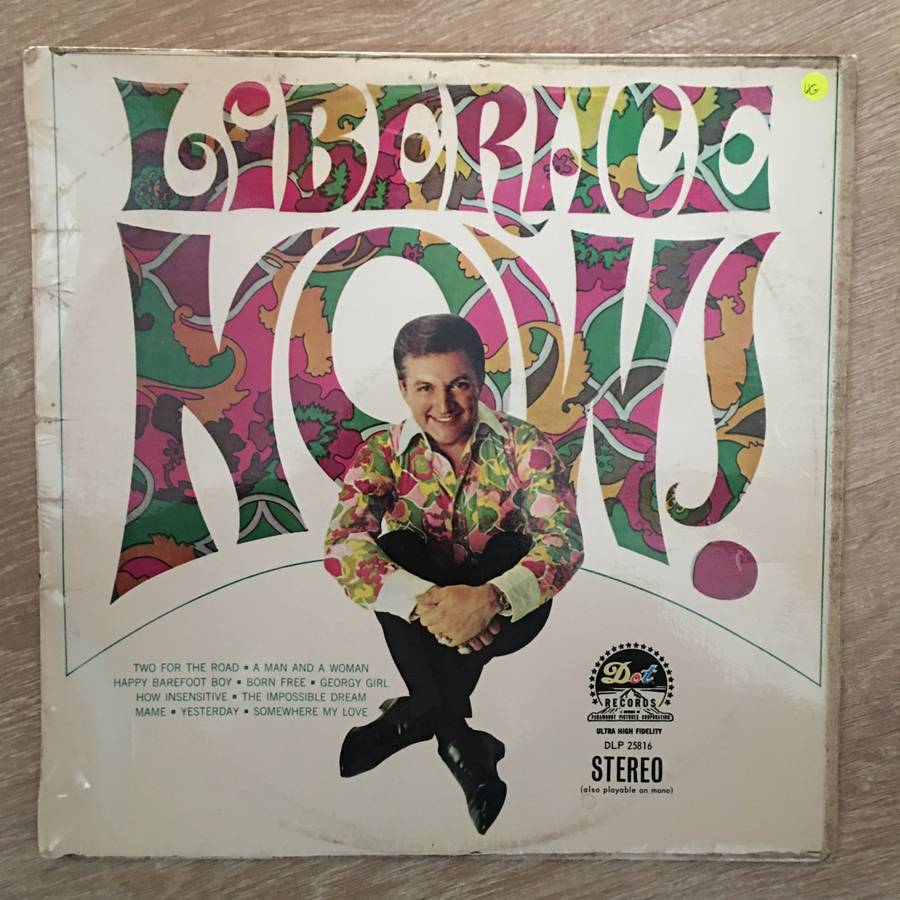 LIBERACE
VG
NOW!
TWO FOR THE ROAD ▪ A MAN AND A WOMAN
HAPPY BAREFOOT BOY ▪ BORN FREE ▪ GEORGY GIRL
HOW INSENSITIVE ▪ THE IMPOSSIBLE DREAM
MAME ▪ YESTERDAY ▪ SOMEWHERE MY LOVE
Dot
RECORDS
A DIVISION OF
PARAMOUNT PICTURES CORPORATION
ULTRA HIGH FIDELITY
DLP 25816
STEREO
(also playable on mono)